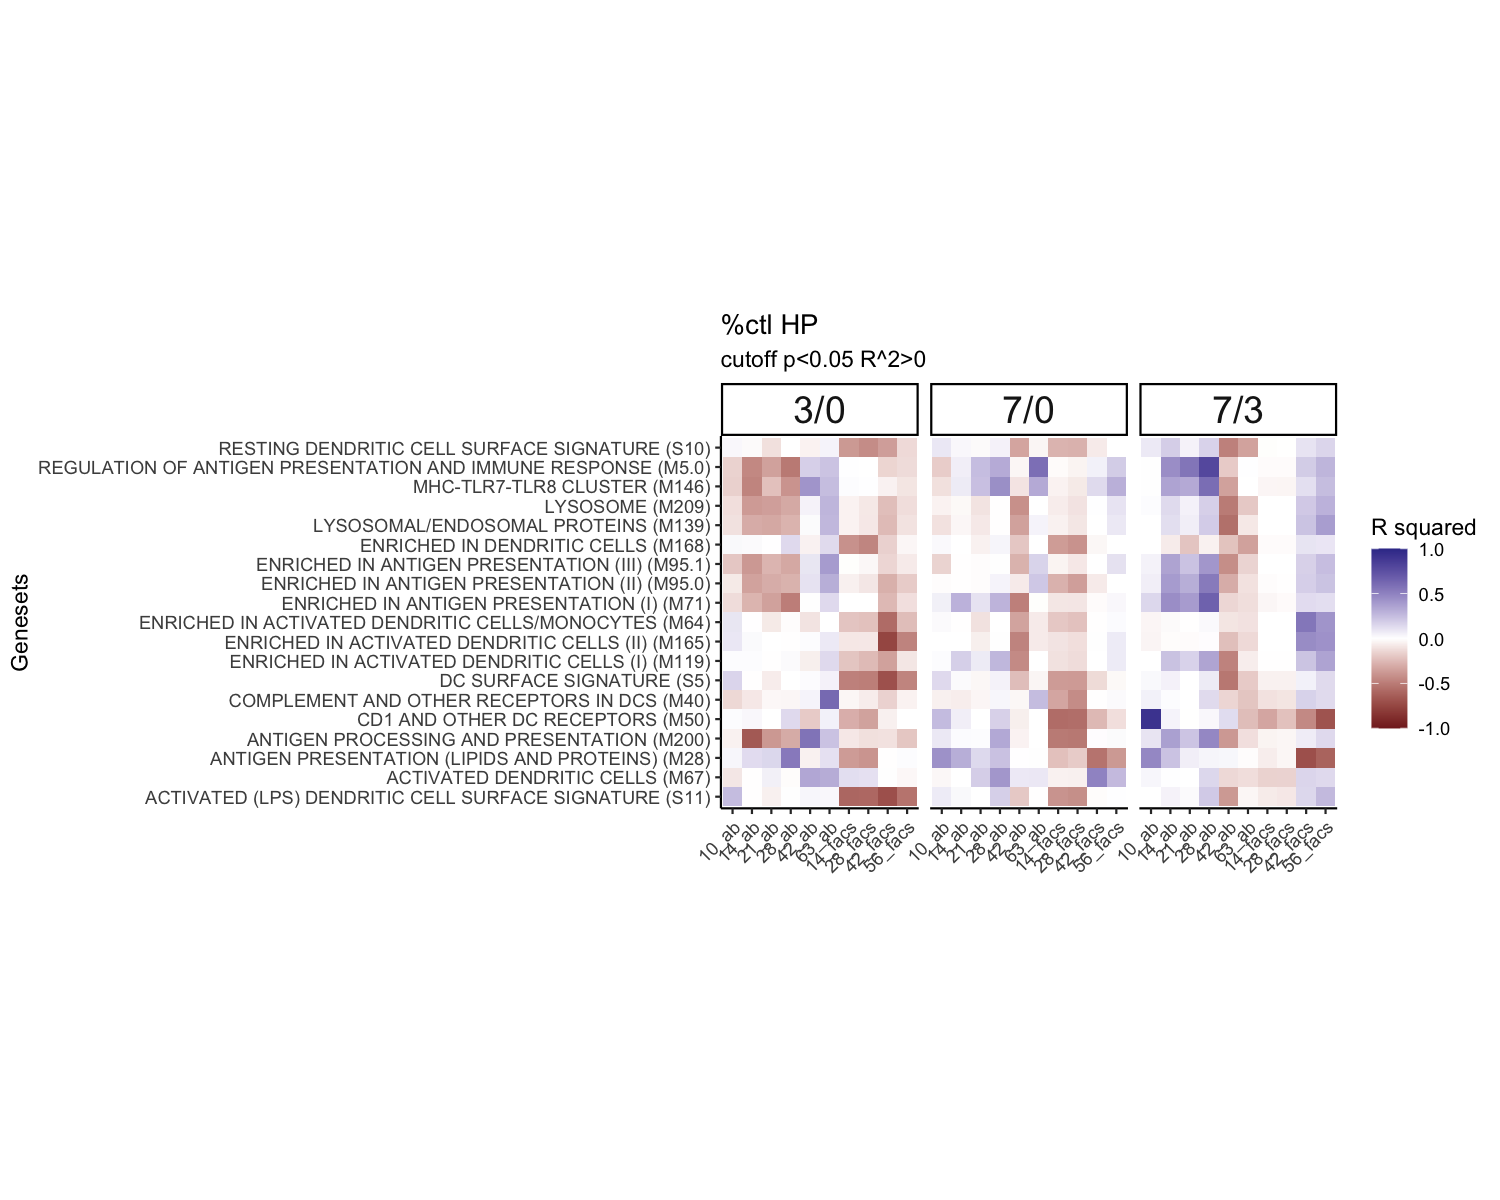 %ctl HP
cutoff p<0.05 R^2>0
3/0 7/0 7/3
Genesets
RESTING DENDRITIC CELL SURFACE SIGNATURE (S10)
REGULATION OF ANTIGEN PRESENTATION AND IMMUNE RESPONSE (M5.0)
MHC-TLR7-TLR8 CLUSTER (M146)
LYSOSOME (M209)
LYSOSOMAL/ENDOSOMAL PROTEINS (M139)
ENRICHED IN DENDRITIC CELLS (M168)
ENRICHED IN ANTIGEN PRESENTATION (III) (M95.1)
ENRICHED IN ANTIGEN PRESENTATION (II) (M95.0)
ENRICHED IN ANTIGEN PRESENTATION (I) (M71)
ENRICHED IN ACTIVATED DENDRITIC CELLS/MONOCYTES (M64)
ENRICHED IN ACTIVATED DENDRITIC CELLS (II) (M165)
ENRICHED IN ACTIVATED DENDRITIC CELLS (I) (M119)
DC SURFACE SIGNATURE (S5)
COMPLEMENT AND OTHER RECEPTORS IN DCS (M40)
CD1 AND OTHER DC RECEPTORS (M50)
ANTIGEN PROCESSING AND PRESENTATION (M200)
ANTIGEN PRESENTATION (LIPIDS AND PROTEINS) (M28)
ACTIVATED DENDRITIC CELLS (M67)
ACTIVATED (LPS) DENDRITIC CELL SURFACE SIGNATURE (S11)
10_ab 14_ab 21_ab 28_ab 42_ab 63_ab 14_facs 28_facs 42_facs 56_facs
10_ab 14_ab 21_ab 28_ab 42_ab 63_ab 14_facs 28_facs 42_facs 56_facs
10_ab 14_ab 21_ab 28_ab 42_ab 63_ab 14_facs 28_facs 42_facs 56_facs
R squared
1.0
0.5
0.0
-0.5
-1.0